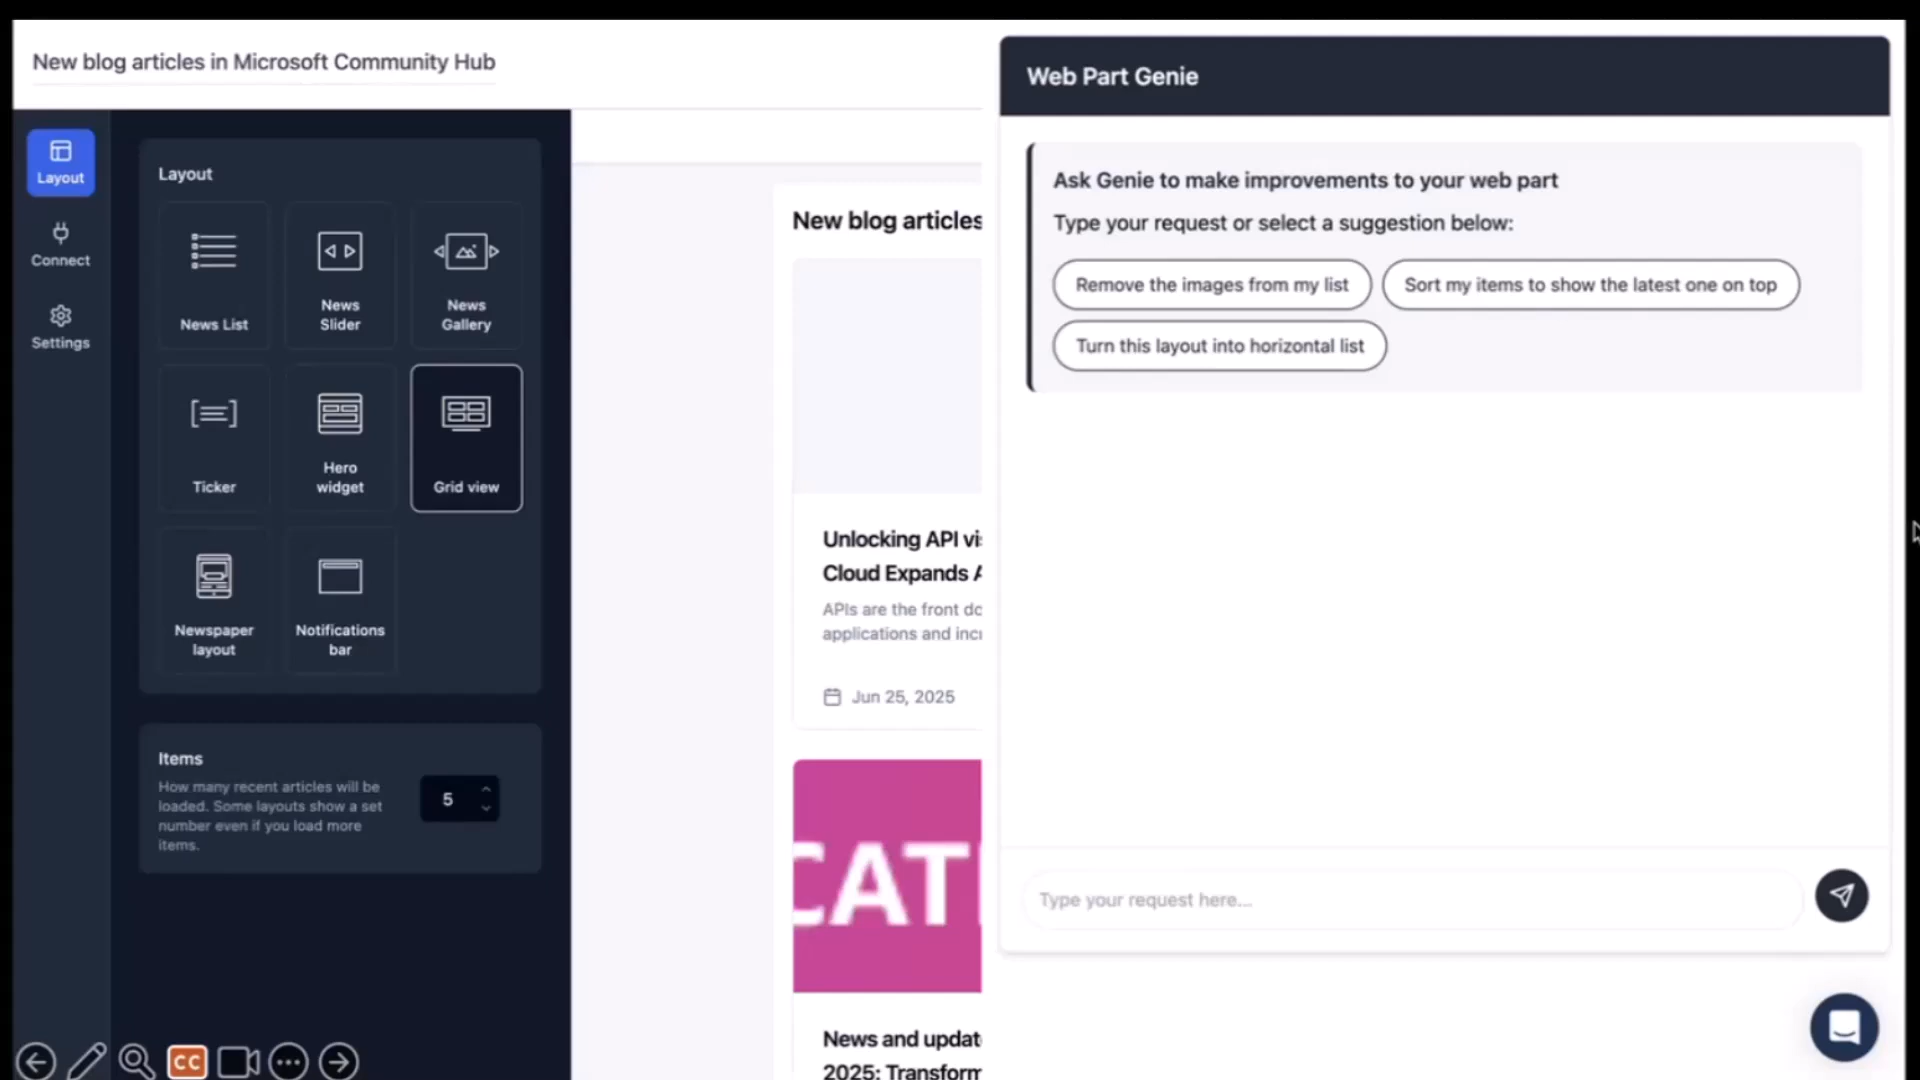 New blog articles in Microsoft Community Hub
Layout
Connect
Settings
Layout
News List
News
Slider
News
Gallery
Ticker
Hero
widget
Grid view
Newspaper
layout
Notifications
bar
Items
How many recent articles will be
loaded. Some layouts show a set
number even if you load more
items.
5
New blog articles
Unlocking API vi
Cloud Expands A
APIs are the front do
applications and incr
Jun 25, 2025
CATI
News and updat
2025: Transform
Web Part Genie
Ask Genie to make improvements to your web part
Type your request or select a suggestion below:
Remove the images from my list
Sort my items to show the latest one on top
Turn this layout into horizontal list
Type your request here...
CC